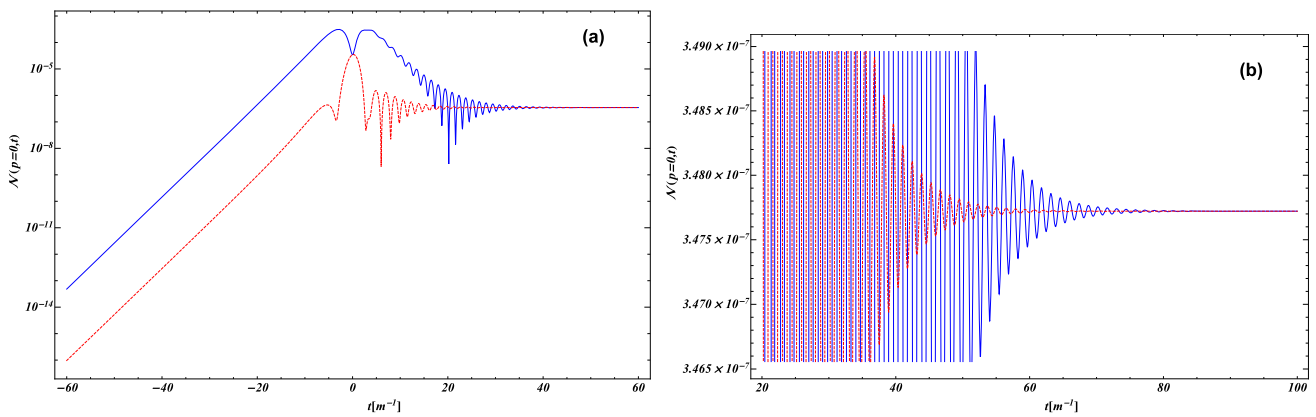 (a)
10⁻⁵
10⁻⁸
10⁻¹¹
10⁻¹⁴
𝒩(p=0,t)
−60 −40 −20 0 20 40 60
t[m⁻¹]
(b)
3.490×10⁻⁷
3.485×10⁻⁷
3.480×10⁻⁷
3.475×10⁻⁷
3.470×10⁻⁷
3.465×10⁻⁷
𝒩(p=0,t)
20 40 60 80 100
t[m⁻¹]